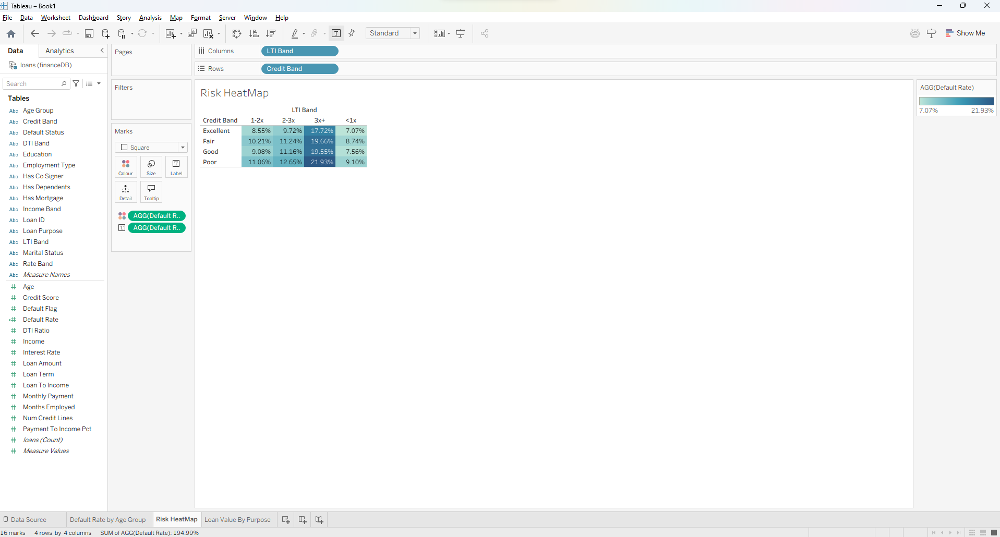 Tableau – Book1
File Data Worksheet Dashboard Story Analysis Map Format Server Window Help
Standard
Show Me
Data Analytics
loans (financeDB)
Search
Tables
Abc Age Group
Abc Credit Band
Abc Default Status
Abc DTI Band
Abc Education
Abc Employment Type
Abc Has Co Signer
Abc Has Dependents
Abc Has Mortgage
Abc Income Band
Abc Loan ID
Abc Loan Purpose
Abc LTI Band
Abc Marital Status
Abc Rate Band
Abc Measure Names
# Age
# Credit Score
# Default Flag
=# Default Rate
# DTI Ratio
# Income
# Interest Rate
# Loan Amount
# Loan Term
# Loan To Income
# Monthly Payment
# Months Employed
# Num Credit Lines
# Payment To Income Pct
# loans (Count)
# Measure Values
Pages
Filters
Marks
Square
Colour Size Label
Detail Tooltip
AGG(Default R..
AGG(Default R..
Columns LTI Band
Rows Credit Band
Risk HeatMap
LTI Band
Credit Band 1-2x 2-3x 3x+ <1x
Excellent 8.55% 9.72% 17.72% 7.07%
Fair 10.21% 11.24% 19.66% 8.74%
Good 9.08% 11.16% 19.55% 7.56%
Poor 11.06% 12.65% 21.93% 9.10%
AGG(Default Rate)
7.07% 21.93%
Data Source Default Rate by Age Group Risk HeatMap Loan Value By Purpose
16 marks 4 rows by 4 columns SUM of AGG(Default Rate): 194.99%